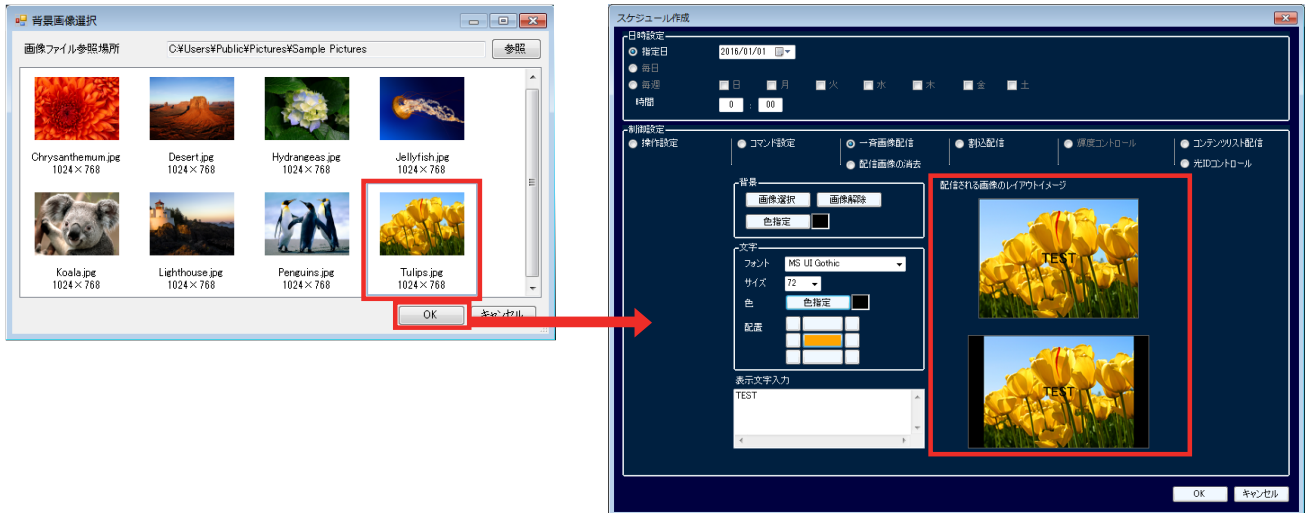 背景画像選択
画像ファイル参照場所 C:¥Users¥Public¥Pictures¥Sample Pictures 参照
Chrysanthemum.jpg Desert.jpg Hydrangeas.jpg Jellyfish.jpg
1024×768 1024×768 1024×768 1024×768
Koala.jpg Lighthouse.jpg Penguins.jpg Tulips.jpg
1024×768 1024×768 1024×768 1024×768
OK キャンセル
スケジュール作成
日時設定
指定日 2016/01/01
毎日
毎週 日 月 火 水 木 金 土
時間 0 : 00
制御設定
操作設定 コマンド設定 一斉画像配信 割込配信 輝度コントロール コンテンツリスト配信
配信画像の消去 光IDコントロール
背景
画像選択 画像解除
色指定
文字
フォント MS UI Gothic
サイズ 72
色 色指定
配置
表示文字入力
TEST
配信される画像のレイアウトイメージ
TEST
TEST
OK キャンセル